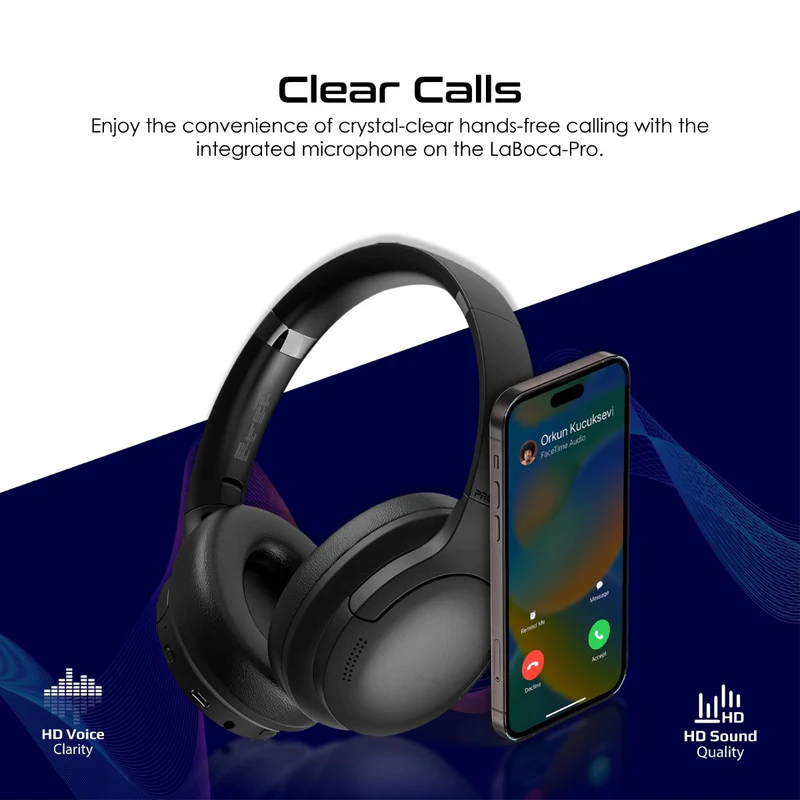 Clear Calls
Enjoy the convenience of crystal-clear hands-free calling with the
integrated microphone on the LaBoca-Pro.
Orkun Kucuksevi
FaceTime Audio
Remind Me
Message
Decline
Accept
HD Voice
Clarity
HD
HD Sound
Quality